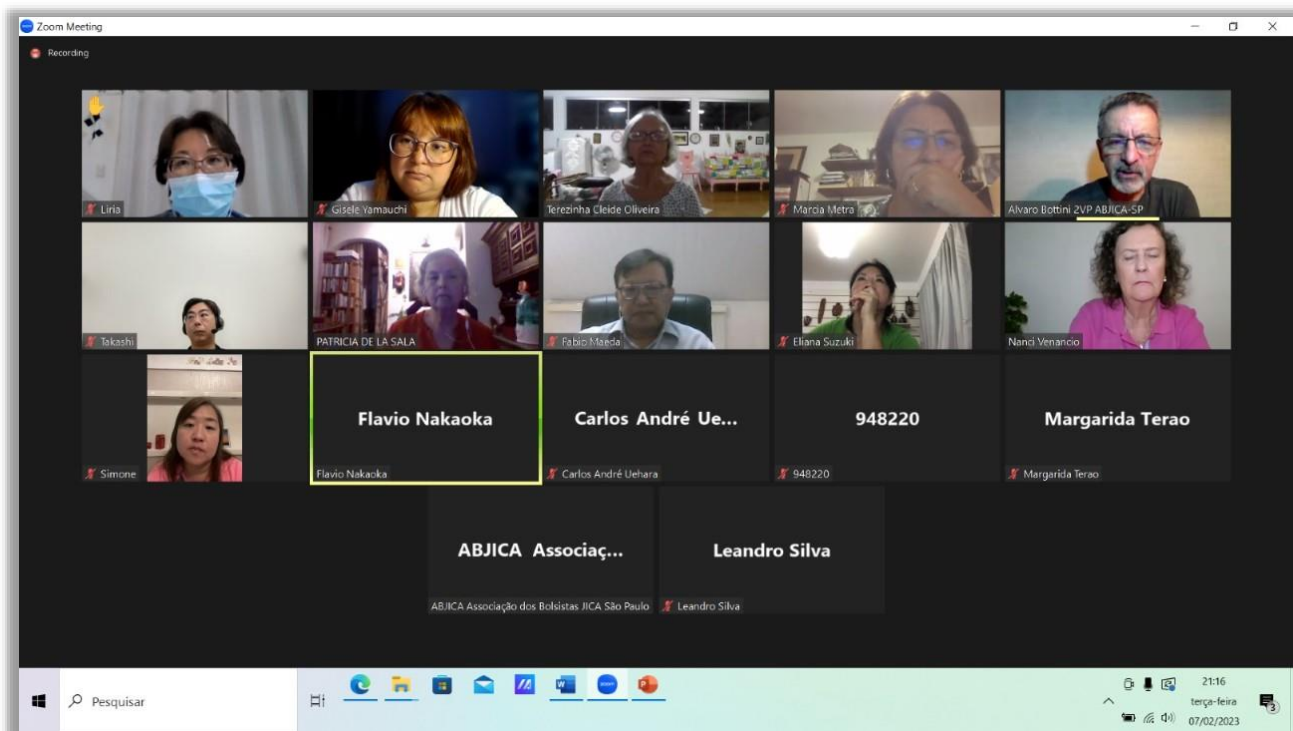 Zoom Meeting
Recording
Liria
Gisele Yamauchi
Terezinha Cleide Oliveira
Marcia Metra
Alvaro Bottini 2VP ABJICA-SP
Takashi
PATRICIA DE LA SALA
Fabio Maeda
Eliana Suzuki
Nanci Venancio
Simone
Flavio Nakaoka
Flavio Nakaoka
Carlos André Ue...
Carlos André Uehara
948220
948220
Margarida Terao
Margarida Terao
ABJICA Associaç...
ABJICA Associação dos Bolsistas JICA São Paulo
Leandro Silva
Leandro Silva
Pesquisar
21:16
terça-feira
07/02/2023
3